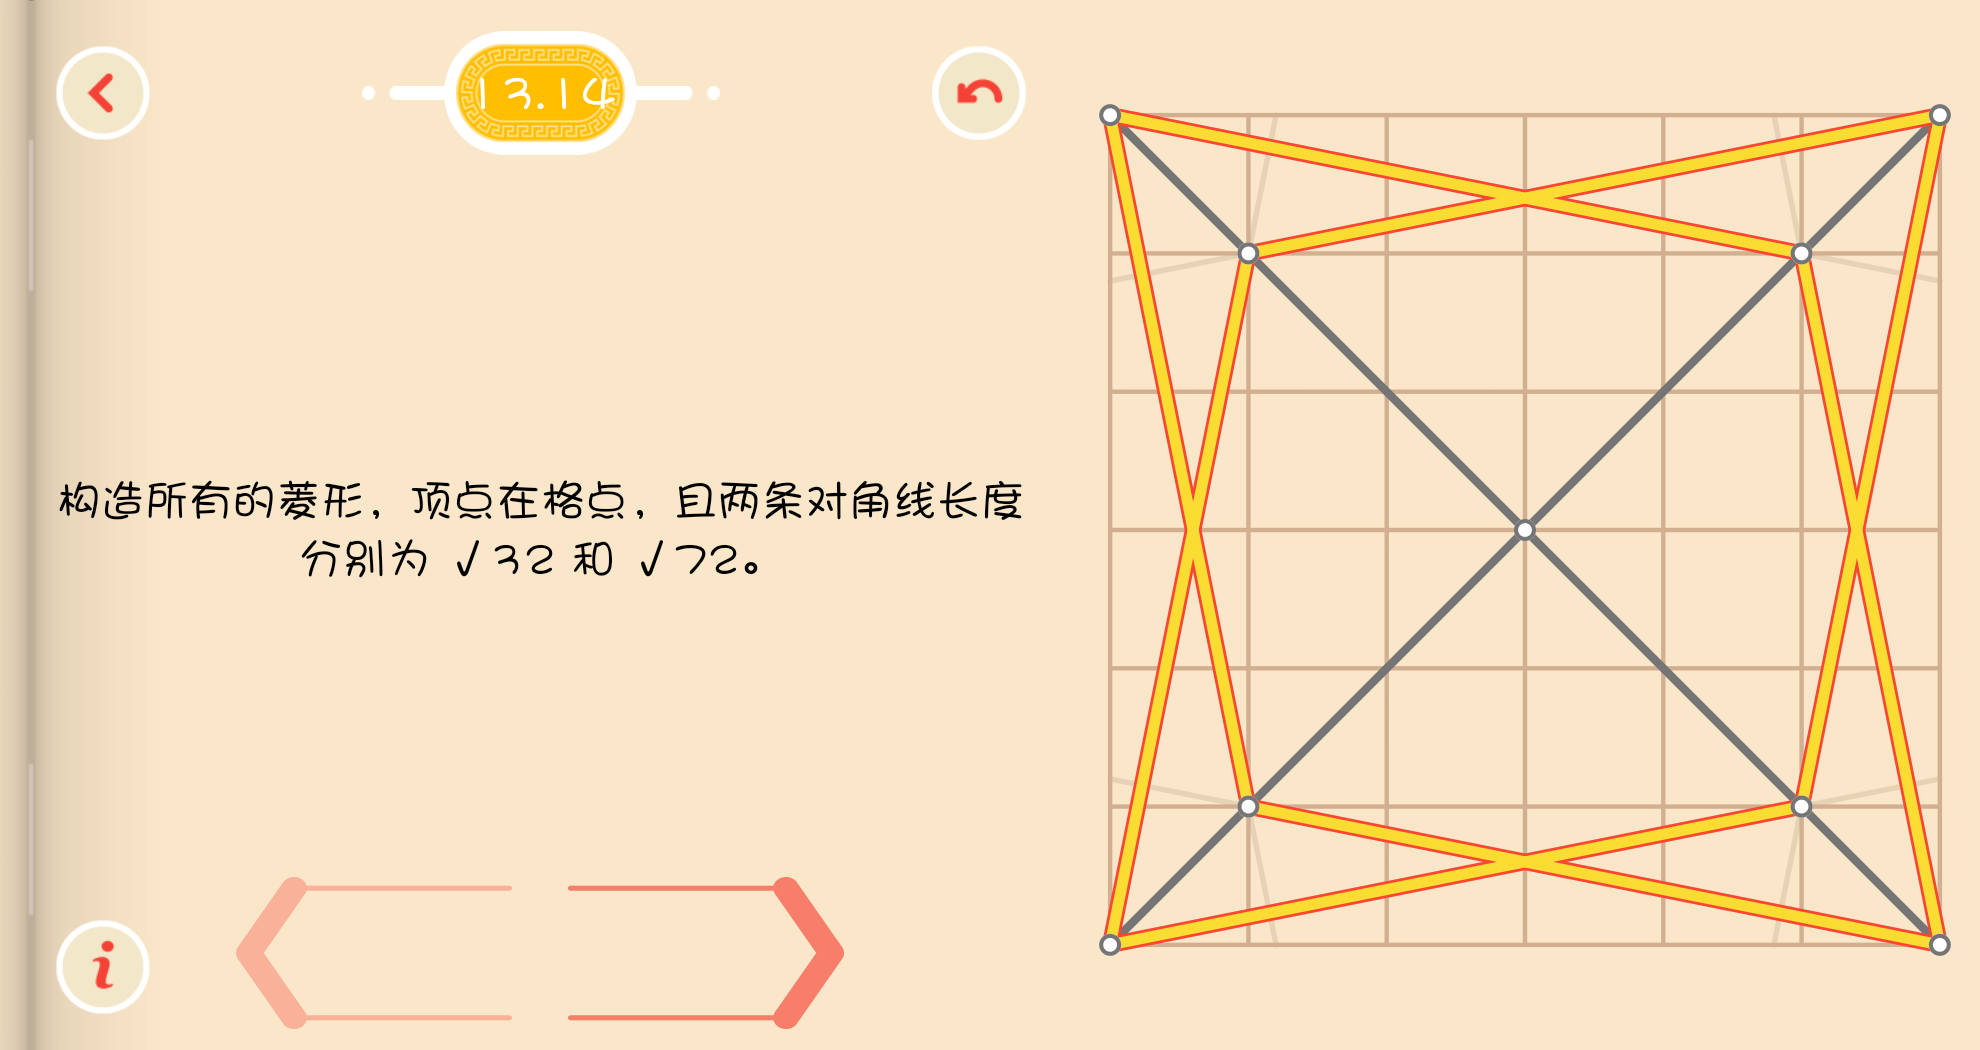 13.14
构造所有的菱形，顶点在格点，且两条对角线长度
分别为 √32 和 √72。
i